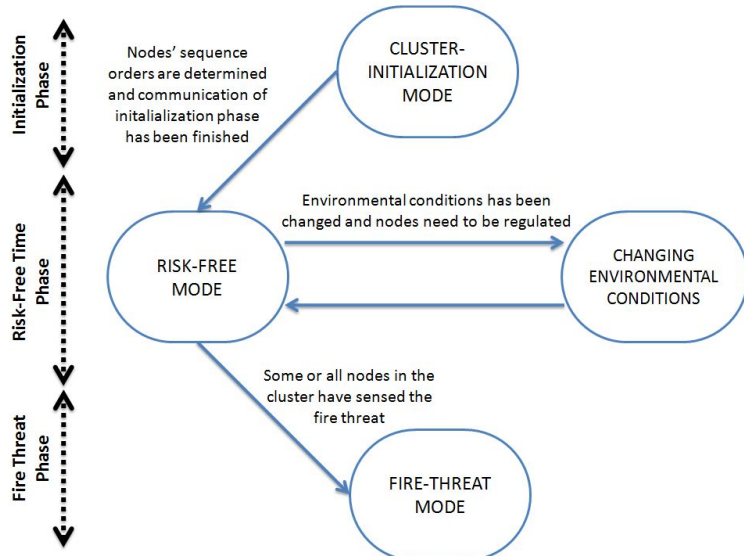 Initialization
Phase
Nodes' sequence
orders are determined
and communication of
initalialization phase
has been finished
CLUSTER-
INITIALIZATION
MODE
Risk-Free Time
Phase
RISK-FREE
MODE
Environmental conditions has been
changed and nodes need to be regulated
CHANGING
ENVIRONMENTAL
CONDITIONS
Fire Threat
Phase
Some or all nodes in the
cluster have sensed the
fire threat
FIRE-THREAT
MODE